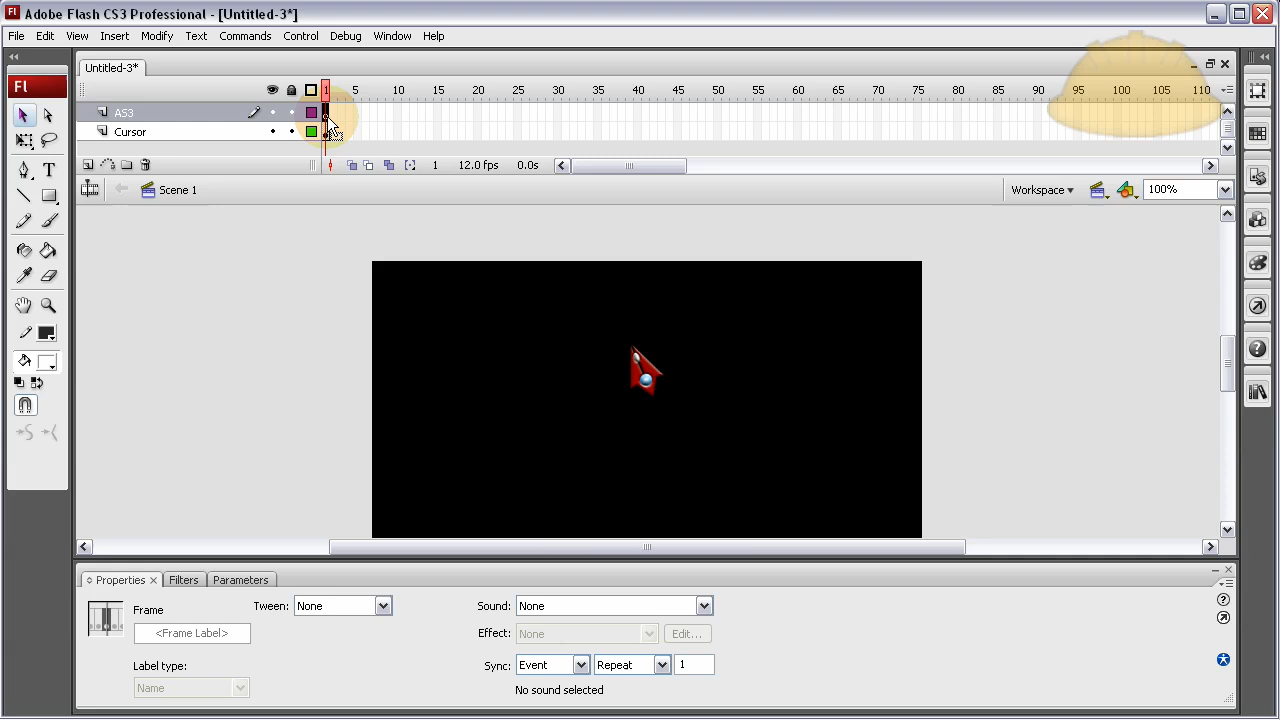 Fl Adobe Flash CS3 Professional - [Untitled-3*]
File Edit View Insert Modify Text Commands Control Debug Window Help
Fl
Untitled-3*
1 5 10 15 20 25 30 35 40 45 50 55 60 65 70 75 80 85 90 95 100 105 110
AS3
Cursor
1 12.0 fps 0.0s
Scene 1 Workspace 100%
Properties Filters Parameters
Frame Tween: None Sound: None
<Frame Label> Effect: None Edit...
Label type: Sync: Event Repeat 1
Name No sound selected